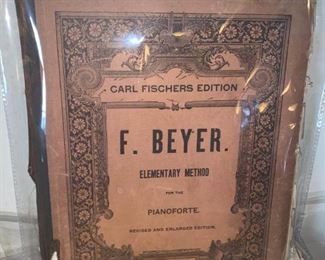 CARL FISCHERS EDITION
F. BEYER.
ELEMENTARY METHOD
FOR THE
PIANOFORTE.
REVISED AND ENLARGED EDITION.